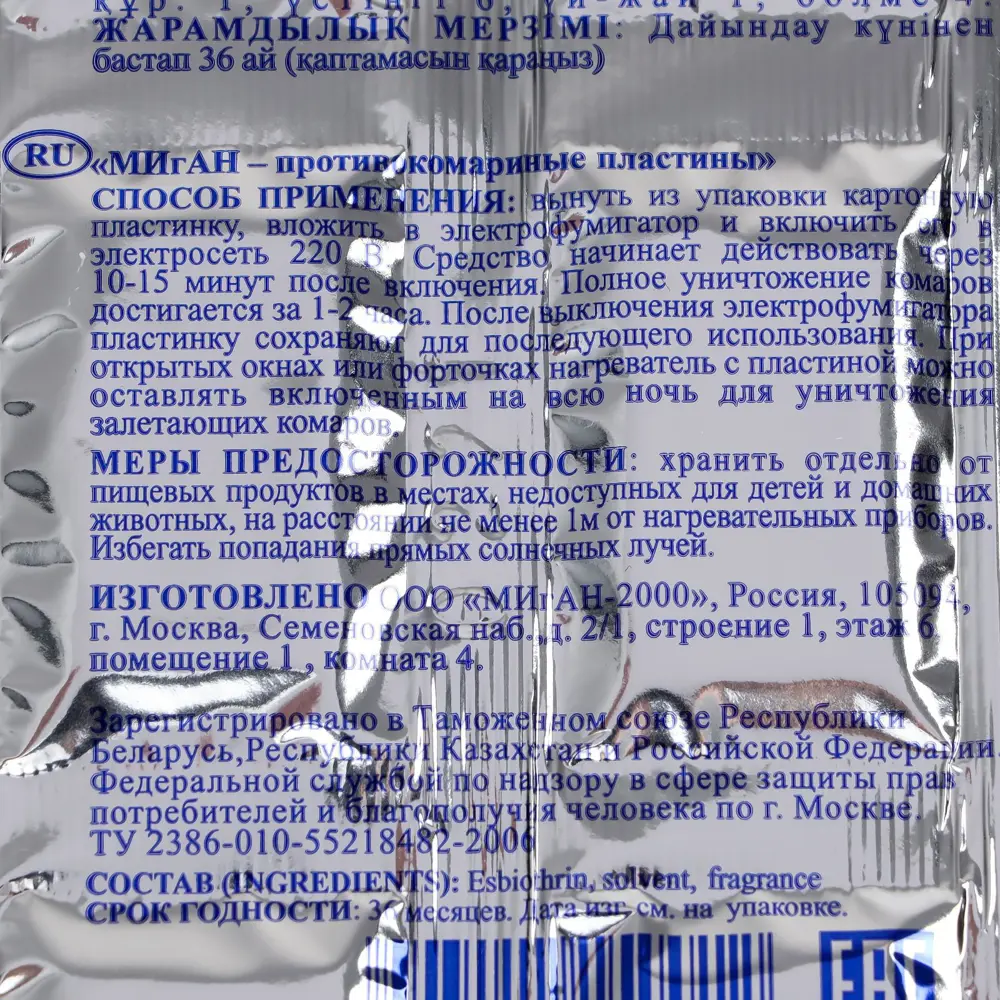 ЖАРАМДЫЛЫҚ МЕРЗІМІ: Дайындау күнінен
бастап 36 ай (қаптамасын қараңыз)
RU «МИгАН – противокомариные пластины»
СПОСОБ ПРИМЕНЕНИЯ: вынуть из упаковки картонную
пластинку, вложить в электрофумигатор и включить его в
электросеть 220 В. Средство начинает действовать через
10-15 минут после включения. Полное уничтожение комаров
достигается за 1-2 часа. После выключения электрофумигатора
пластинку сохраняют для последующего использования. При
открытых окнах или форточках нагреватель с пластиной можно
оставлять включенным на всю ночь для уничтожения
залетающих комаров.
МЕРЫ ПРЕДОСТОРОЖНОСТИ: хранить отдельно от
пищевых продуктов в местах, недоступных для детей и домашних
животных, на расстоянии не менее 1м от нагревательных приборов.
Избегать попадания прямых солнечных лучей.
ИЗГОТОВЛЕНО ООО «МИгАН-2000», Россия, 105094,
г. Москва, Семеновская наб., д. 2/1, строение 1, этаж 6
помещение 1 , комната 4.
Зарегистрировано в Таможенном союзе Республики
Беларусь,Республики Казахстан и Российской Федерации
Федеральной службой по надзору в сфере защиты прав
потребителей и благополучия человека по г. Москве.
ТУ 2386-010-55218482-2006
СОСТАВ (INGREDIENTS): Esbiothrin, solvent, fragrance
СРОК ГОДНОСТИ: 36 месяцев. Дата изг. см. на упаковке.
EAC